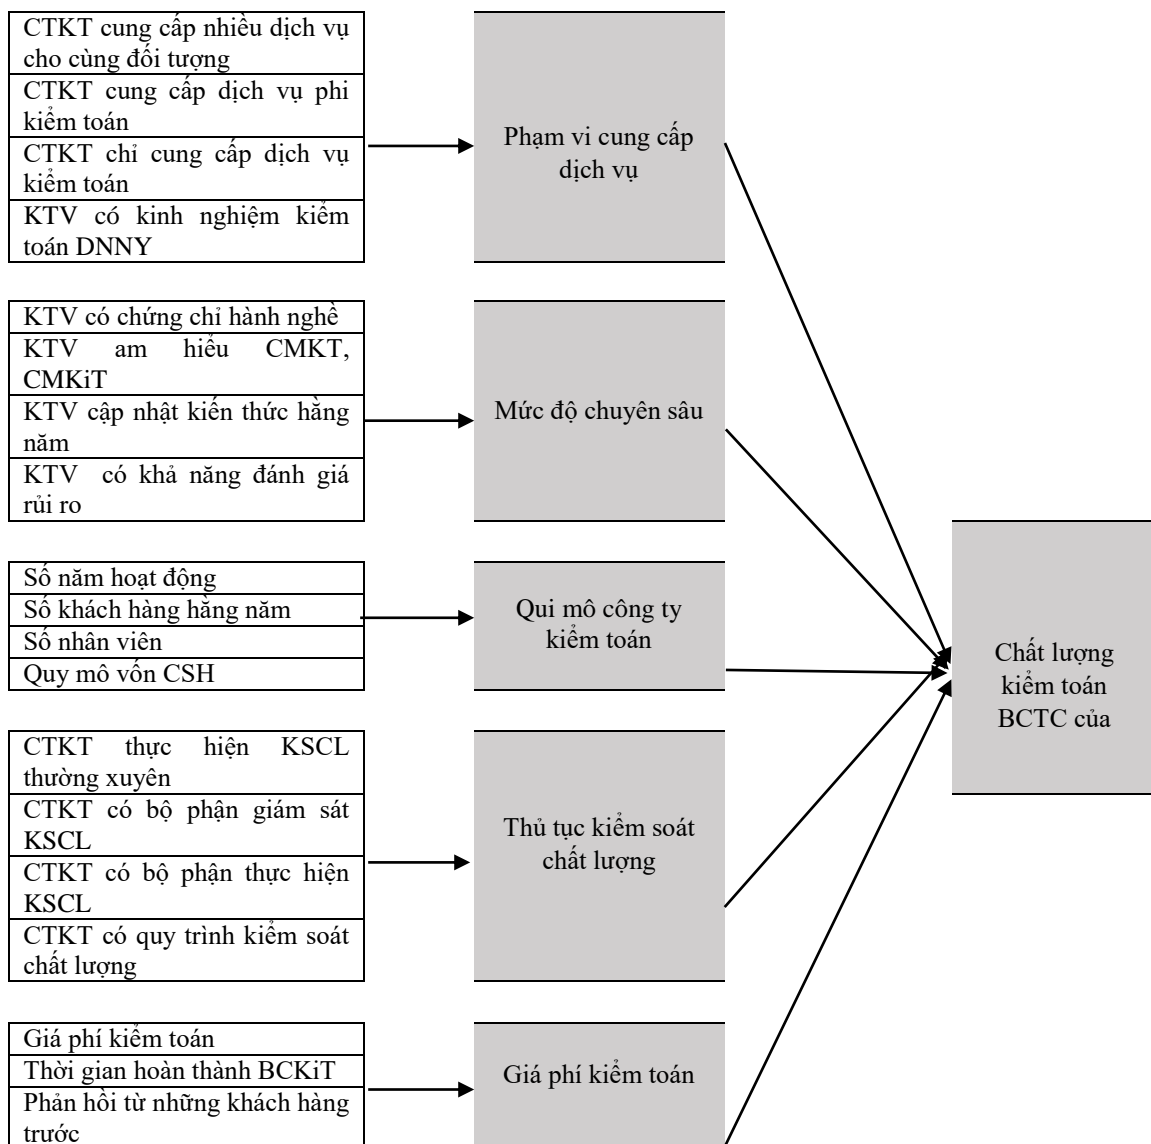 CTKT cung cấp nhiều dịch vụ
cho cùng đối tượng
CTKT cung cấp dịch vụ phi
kiểm toán
CTKT chỉ cung cấp dịch vụ
kiểm toán
KTV có kinh nghiệm kiểm
toán DNNY
Phạm vi cung cấp
dịch vụ
KTV có chứng chỉ hành nghề
KTV am hiểu CMKT,
CMKiT
KTV cập nhật kiến thức hằng
năm
KTV có khả năng đánh giá
rủi ro
Mức độ chuyên sâu
Số năm hoạt động
Số khách hàng hằng năm
Số nhân viên
Quy mô vốn CSH
Qui mô công ty
kiểm toán
CTKT thực hiện KSCL
thường xuyên
CTKT có bộ phận giám sát
KSCL
CTKT có bộ phận thực hiện
KSCL
CTKT có quy trình kiểm soát
chất lượng
Thủ tục kiểm soát
chất lượng
Giá phí kiểm toán
Thời gian hoàn thành BCKiT
Phản hồi từ những khách hàng
trước
Giá phí kiểm toán
Chất lượng
kiểm toán
BCTC của